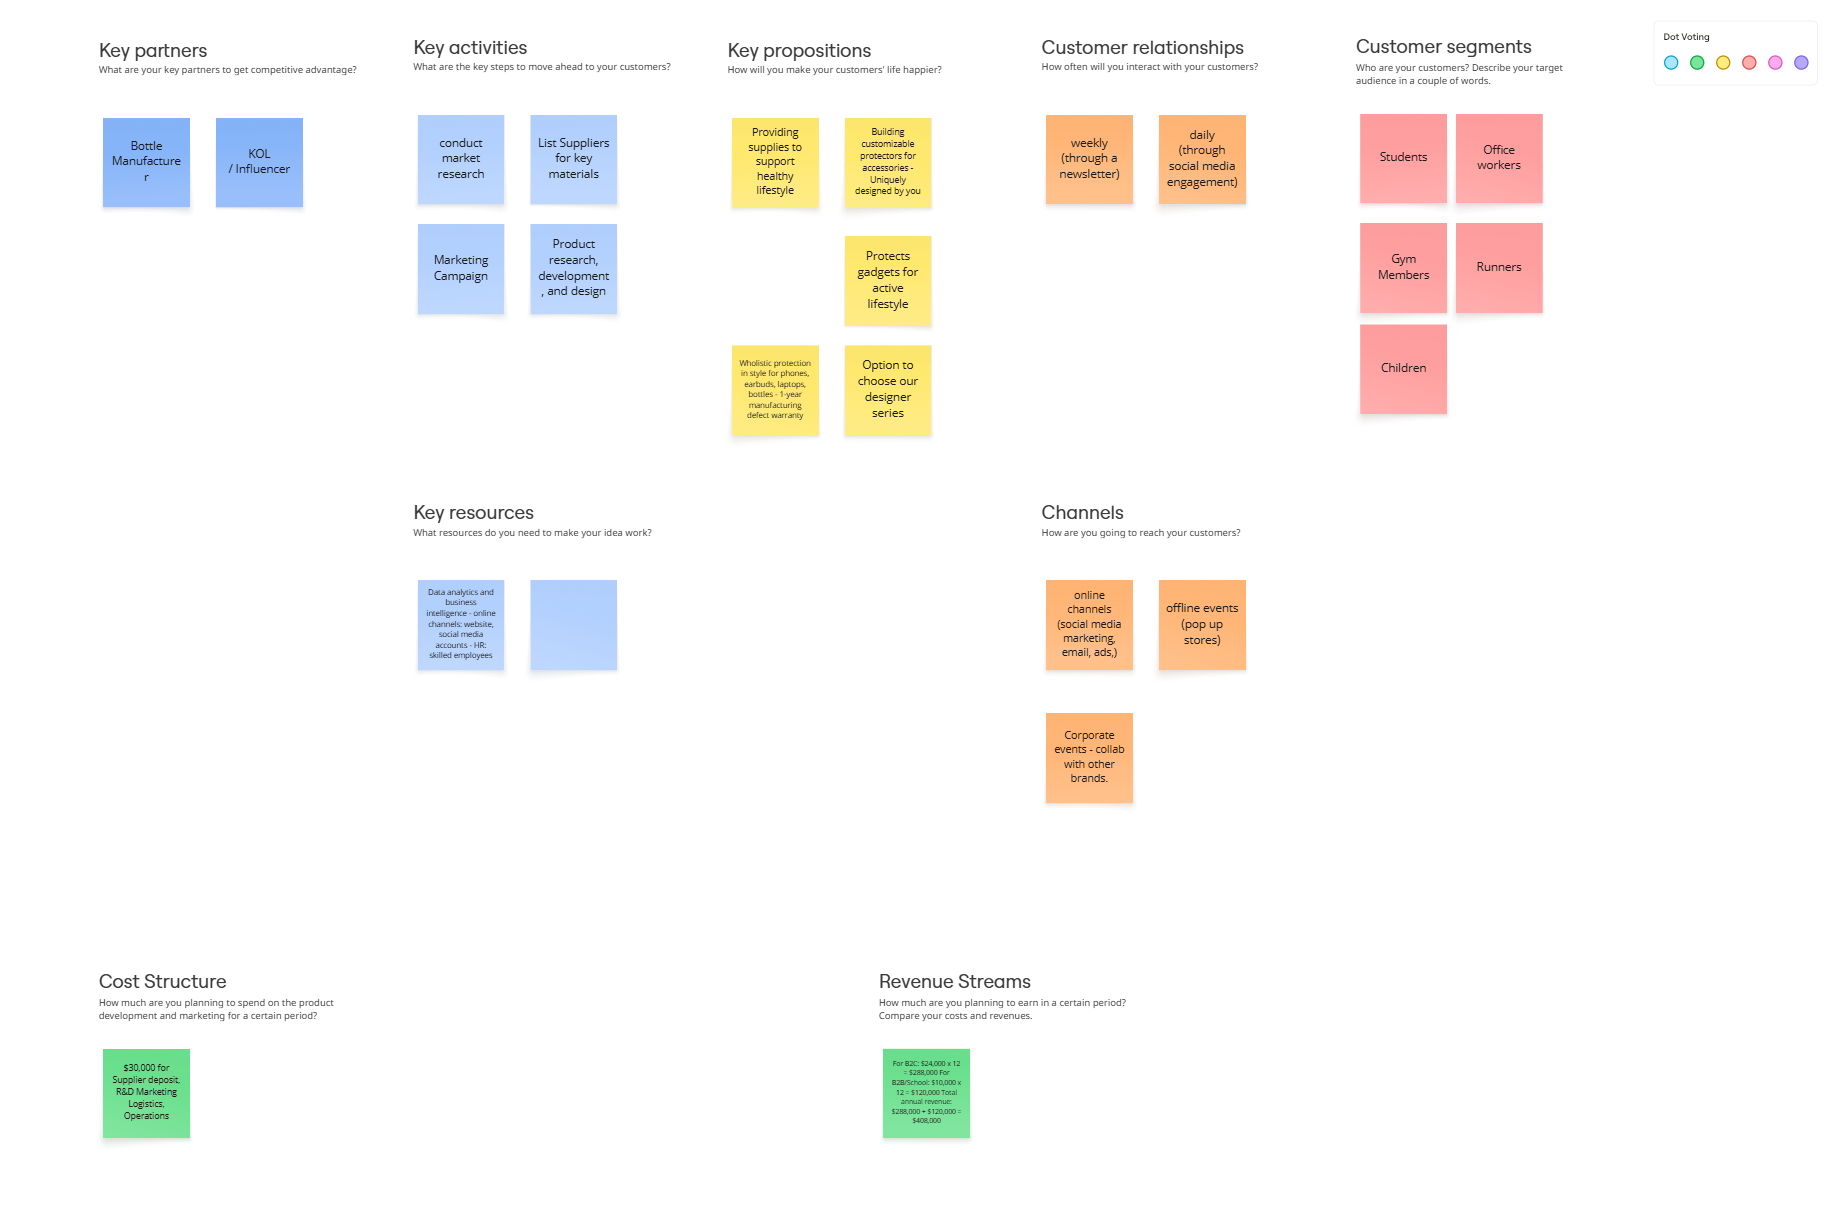 Key partners
What are your key partners to get competitive advantage?
Bottle
Manufacture
r
KOL
/ Influencer
Key activities
What are the key steps to move ahead to your customers?
conduct
market
research
List Suppliers
for key
materials
Marketing
Campaign
Product
research,
development
, and design
Key propositions
How will you make your customers' life happier?
Providing
supplies to
support
healthy
lifestyle
Building
customizable
protectors for
accessories -
Uniquely
designed by you
Protects
gadgets for
active
lifestyle
Wholistic protection
in style for phones,
earbuds, laptops,
bottles - 1-year
manufacturing
defect warranty
Option to
choose our
designer
series
Customer relationships
How often will you interact with your customers?
weekly
(through a
newsletter)
daily
(through
social media
engagement)
Customer segments
Who are your customers? Describe your target
audience in a couple of words.
Students
Office
workers
Gym
Members
Runners
Children
Dot Voting
Key resources
What resources do you need to make your idea work?
Data analytics and
business
intelligence - online
channels: website,
social media
accounts - HR:
skilled employees
Channels
How are you going to reach your customers?
online
channels
(social media
marketing,
email, ads,)
offline events
(pop up
stores)
Corporate
events - collab
with other
brands.
Cost Structure
How much are you planning to spend on the product
development and marketing for a certain period?
$30,000 for
Supplier deposit,
R&D Marketing
Logistics,
Operations
Revenue Streams
How much are you planning to earn in a certain period?
Compare your costs and revenues.
For B2C: $24,000 x 12
= $288,000 For
B2B/School: $10,000 x
12 = $120,000 Total
annual revenue:
$288,000 + $120,000 =
$408,000